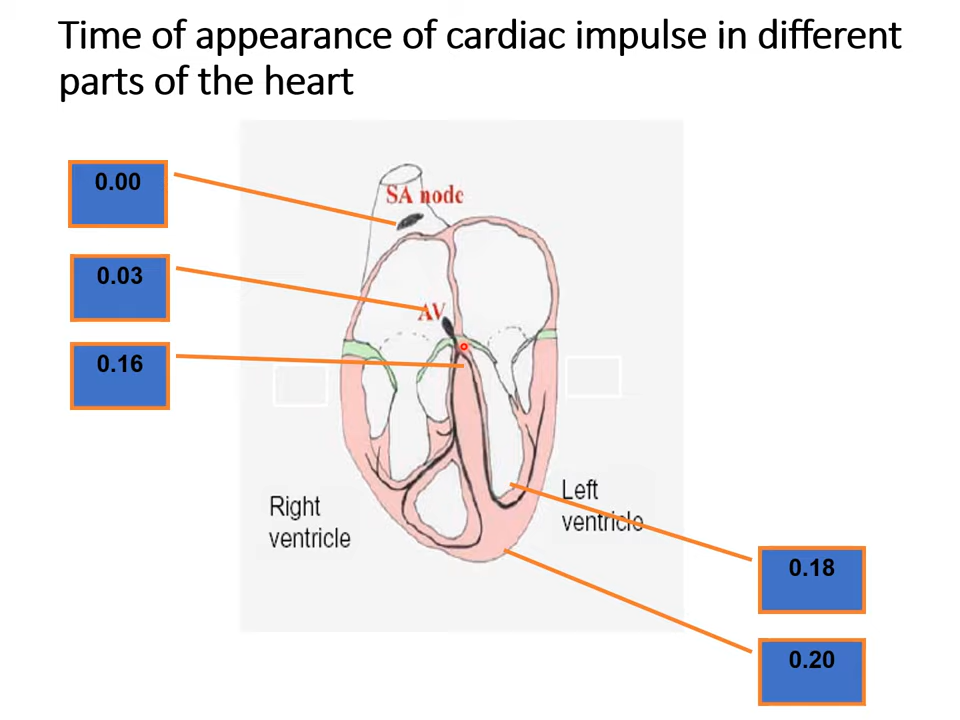 Time of appearance of cardiac impulse in different
parts of the heart
0.00
SA node
0.03
AV
0.16
Right
ventricle
Left
ventricle
0.18
0.20